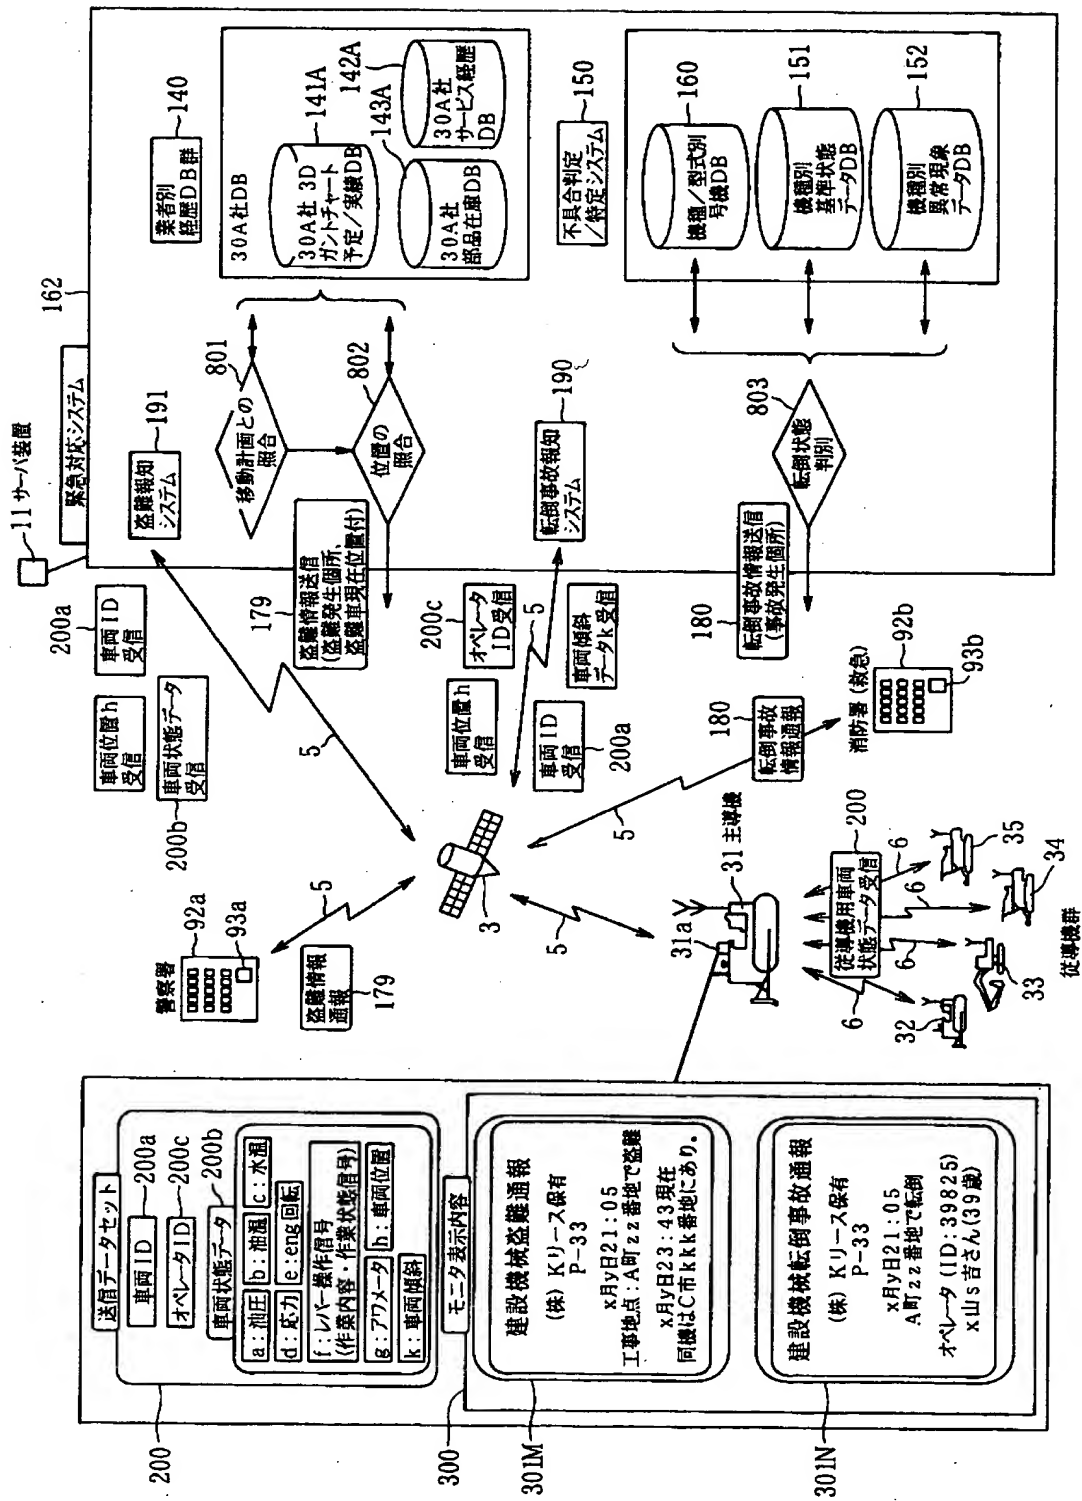 11 サーバ装置
緊急対応システム
162
盗難報知
システム
191
移動計画との
照合
801
位置の
照合
802
業者別
経歴DB群
140
30A社DB
30A社 3D
ガントチャート
予定／実績DB
141A
30A社
部品在庫DB
143A
30A社
サービス経歴
DB
142A
転倒事故報知
システム
190
転倒状態
判別
803
不具合判定
／特定システム
150
機種／型式別
号機DB
160
機種別
基準状態
データDB
151
機種別
異常現象
データDB
152
200a
車両ID
受信
車両位置h
受信
車両状態データ
受信
200b
5
179
盗難情報送信
(盗難発生個所、
盗難車現在位置付)
200c
オペレータ
ID受信
5
車両位置h
受信
車両傾斜
データk受信
車両ID
受信
200a
180
転倒事故情報送信
(事故発生個所)
警察署
92a
93a
盗難情報
通報
179
5
3
5
5
180
転倒事故
情報通報
消防署(救急)
92b
93b
31a
31 主導機
200
従導機用車両
状態データ受信
6
6
6
6
32
33
34
35
従導機群
送信データセット
車両ID
200a
オペレータID
200c
車両状態データ
200b
a:油圧
b:油温
c:水温
d:応力
e:eng回転
f:レバー操作信号
(作業内容・作業状態信号)
g:アワメータ
h:車両位置
k:車両傾斜
200
モニタ表示内容
300
建設機械盗難通報
(株) Kリース保有
P-33
x月y日21:05
工事地点:A町zz番地で盗難
x月y日23:43現在
同機はC市kkk番地にあり。
301M
建設機械転倒事故通報
(株) Kリース保有
P-33
x月y日21:05
A町zz番地で転倒
オペレータ(ID:39825)
x山s吉さん(39歳)
301N